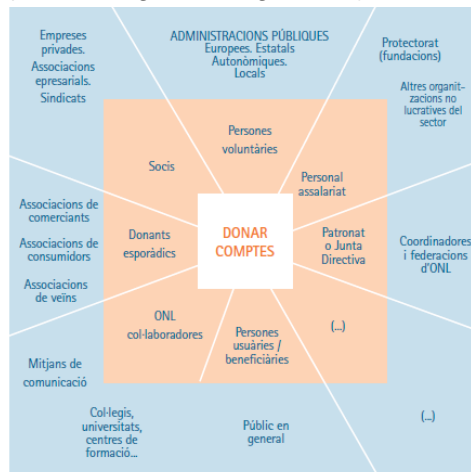 Empreses
privades.
Associacions
epresarials.
Sindicats
ADMINISTRACIONS PÚBLIQUES
Europees. Estatals
Autonòmiques.
Locals
Protectorat
(fundacions)
Altres organit-
zacions no
lucratives del
sector
Persones
voluntàries
Socis
Personal
assalariat
Associacions de
comerciants
Associacions de
consumidors
Associacions
de veïns
Donants
esporàdics
DONAR
COMPTES
Patronat
o Junta
Directiva
Coordinadores
i federacions
d'ONL
ONL
col·laboradores
Persones
usuàries /
beneficiàries
(...)
Mitjans de
comunicació
Col·legis,
universitats,
centres de
formació...
Públic en
general
(...)